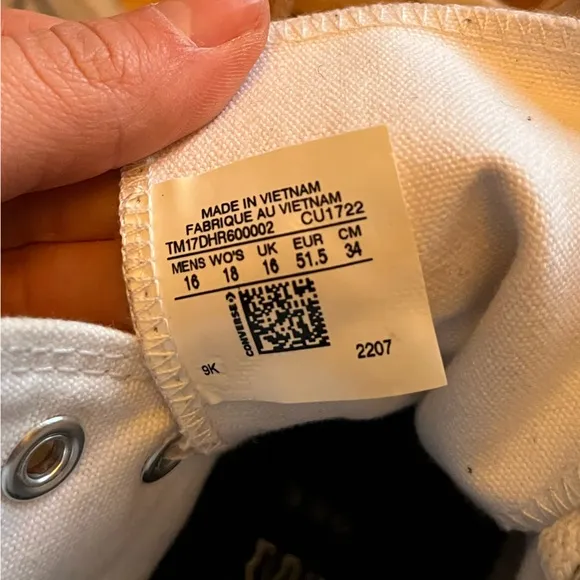 MADE IN VIETNAM
FABRIQUE AU VIETNAM
TM17DHR600002 CU1722
MENS WO'S UK EUR CM
16 18 16 51.5 34
CONVERSE
9K 2207